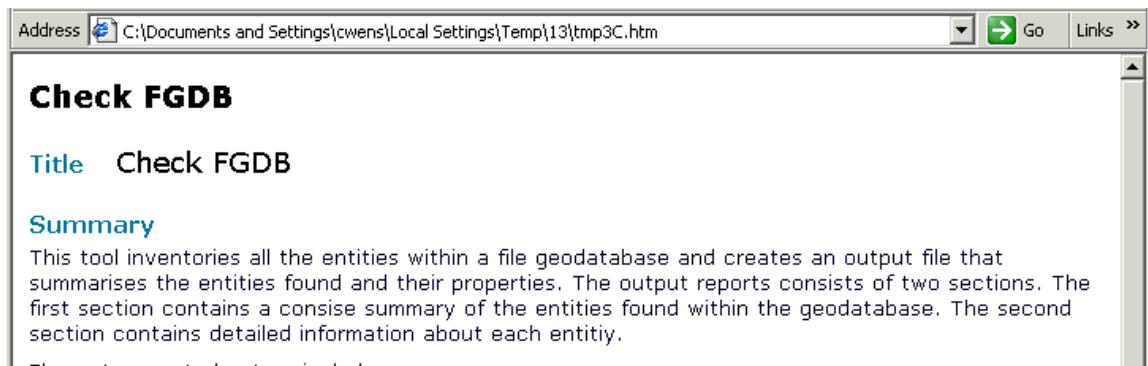 Address C:\Documents and Settings\cwens\Local Settings\Temp\13\tmp3C.htm Go Links »
Check FGDB
Title Check FGDB
Summary
This tool inventories all the entities within a file geodatabase and creates an output file that
summarises the entities found and their properties. The output reports consists of two sections. The
first section contains a consise summary of the entities found within the geodatabase. The second
section contains detailed information about each entitiy.